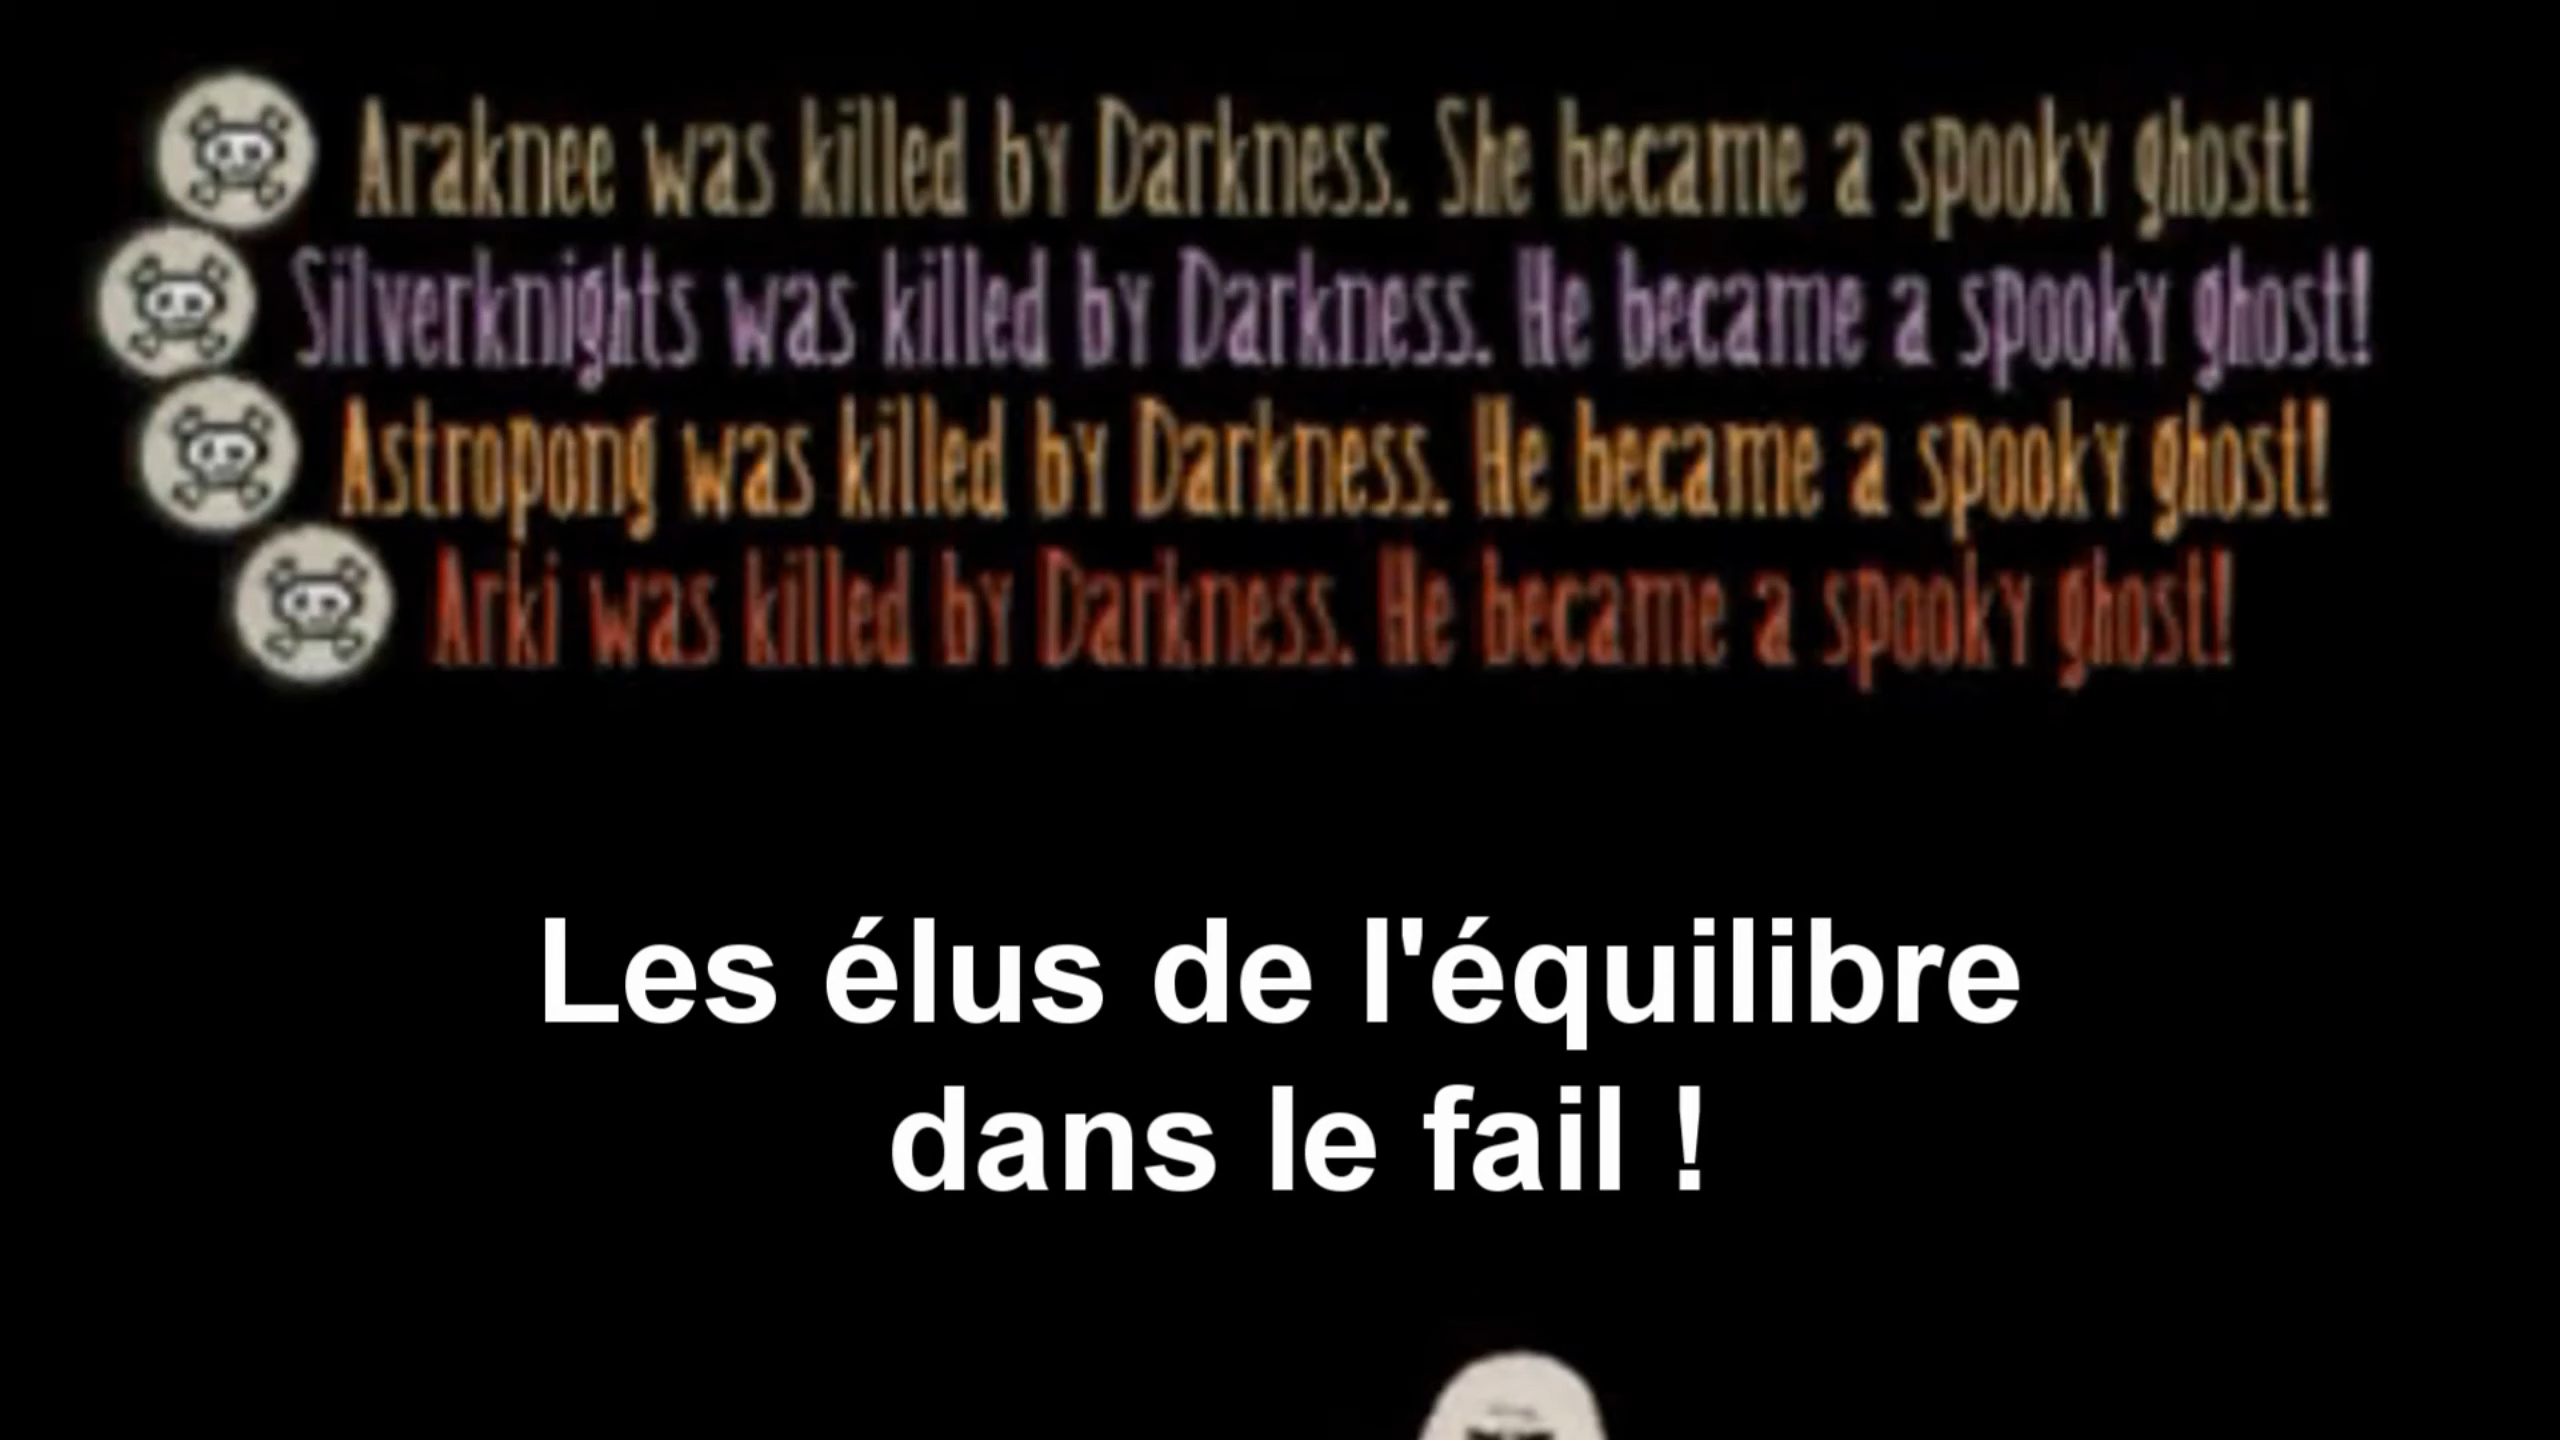 Araknee was killed by Darkness. She became a spooky ghost!
Silverknights was killed by Darkness. He became a spooky ghost!
Astropong was killed by Darkness. He became a spooky ghost!
Arki was killed by Darkness. He became a spooky ghost!
Les élus de l'équilibre
dans le fail !